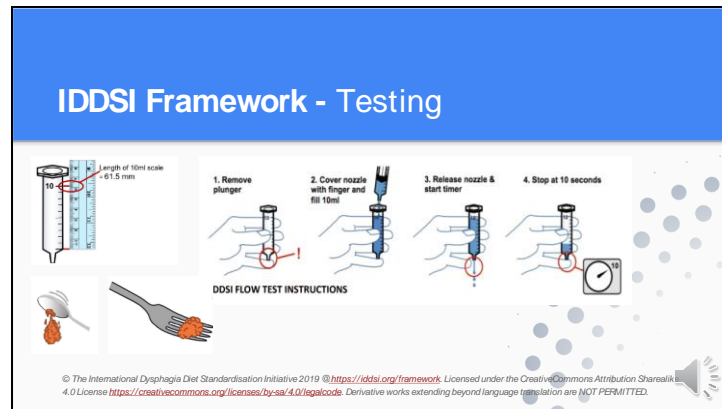 IDDSI Framework - Testing
Length of 10ml scale
= 61.5 mm
10
1. Remove
plunger
2. Cover nozzle
with finger and
fill 10ml
3. Release nozzle &
start timer
4. Stop at 10 seconds
!
10
DDSI FLOW TEST INSTRUCTIONS
© The International Dysphagia Diet Standardisation Initiative 2019 @ https://iddsi.org/framework. Licensed under the CreativeCommons Attribution Sharealik
4.0 License https://creativecommons.org/licenses/by-sa/4.0/legalcode. Derivative works extending beyond language translation are NOT PERMITTED.